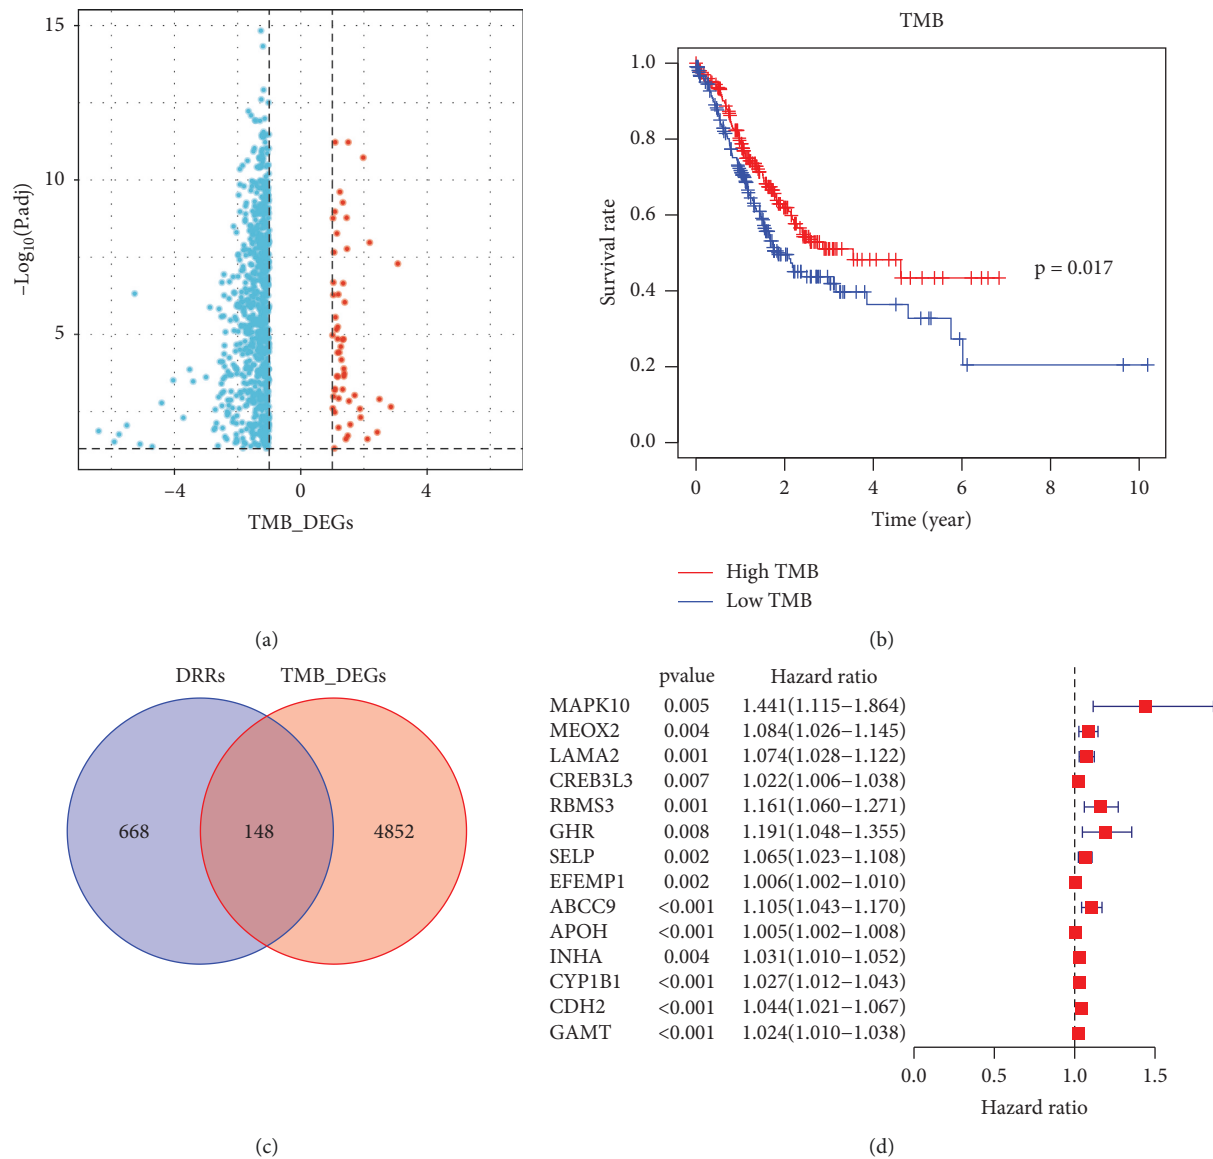 15
10
5
−4
0
4
−Log10(P.adj)
TMB_DEGs
(a)
TMB
1.0
0.8
0.6
0.4
0.2
0.0
0
2
4
6
8
10
Survival rate
p = 0.017
Time (year)
High TMB
Low TMB
(b)
DRRs TMB_DEGs
668 148 4852
(c)
pvalue Hazard ratio
MAPK10 0.005 1.441(1.115−1.864)
MEOX2 0.004 1.084(1.026−1.145)
LAMA2 0.001 1.074(1.028−1.122)
CREB3L3 0.007 1.022(1.006−1.038)
RBMS3 0.001 1.161(1.060−1.271)
GHR 0.008 1.191(1.048−1.355)
SELP 0.002 1.065(1.023−1.108)
EFEMP1 0.002 1.006(1.002−1.010)
ABCC9 <0.001 1.105(1.043−1.170)
APOH <0.001 1.005(1.002−1.008)
INHA 0.004 1.031(1.010−1.052)
CYP1B1 <0.001 1.027(1.012−1.043)
CDH2 <0.001 1.044(1.021−1.067)
GAMT <0.001 1.024(1.010−1.038)
0.0 0.5 1.0 1.5
Hazard ratio
(d)